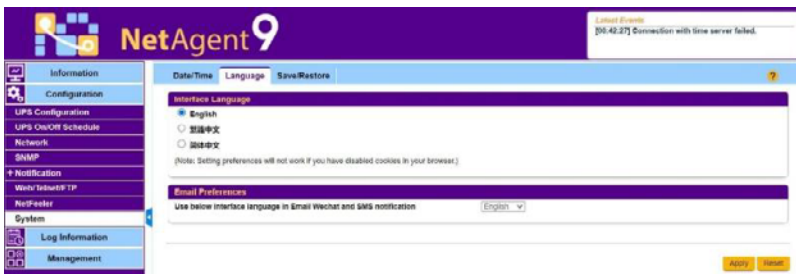 NetAgent 9
Latest Events
[00:42:27] Connection with time server failed.
Information
Configuration
UPS Configuration
UPS On/Off Schedule
Network
SNMP
+ Notification
Web/Telnet/FTP
NetFeeler
System
Log Information
Management
Date/Time Language Save/Restore ?
Interface Language
English
繁體中文
简体中文
(Note: Setting preferences will not work if you have disabled cookies in your browser.)
Email Preferences
Use below interface language in Email Wechat and SMS notification English
Apply Reset